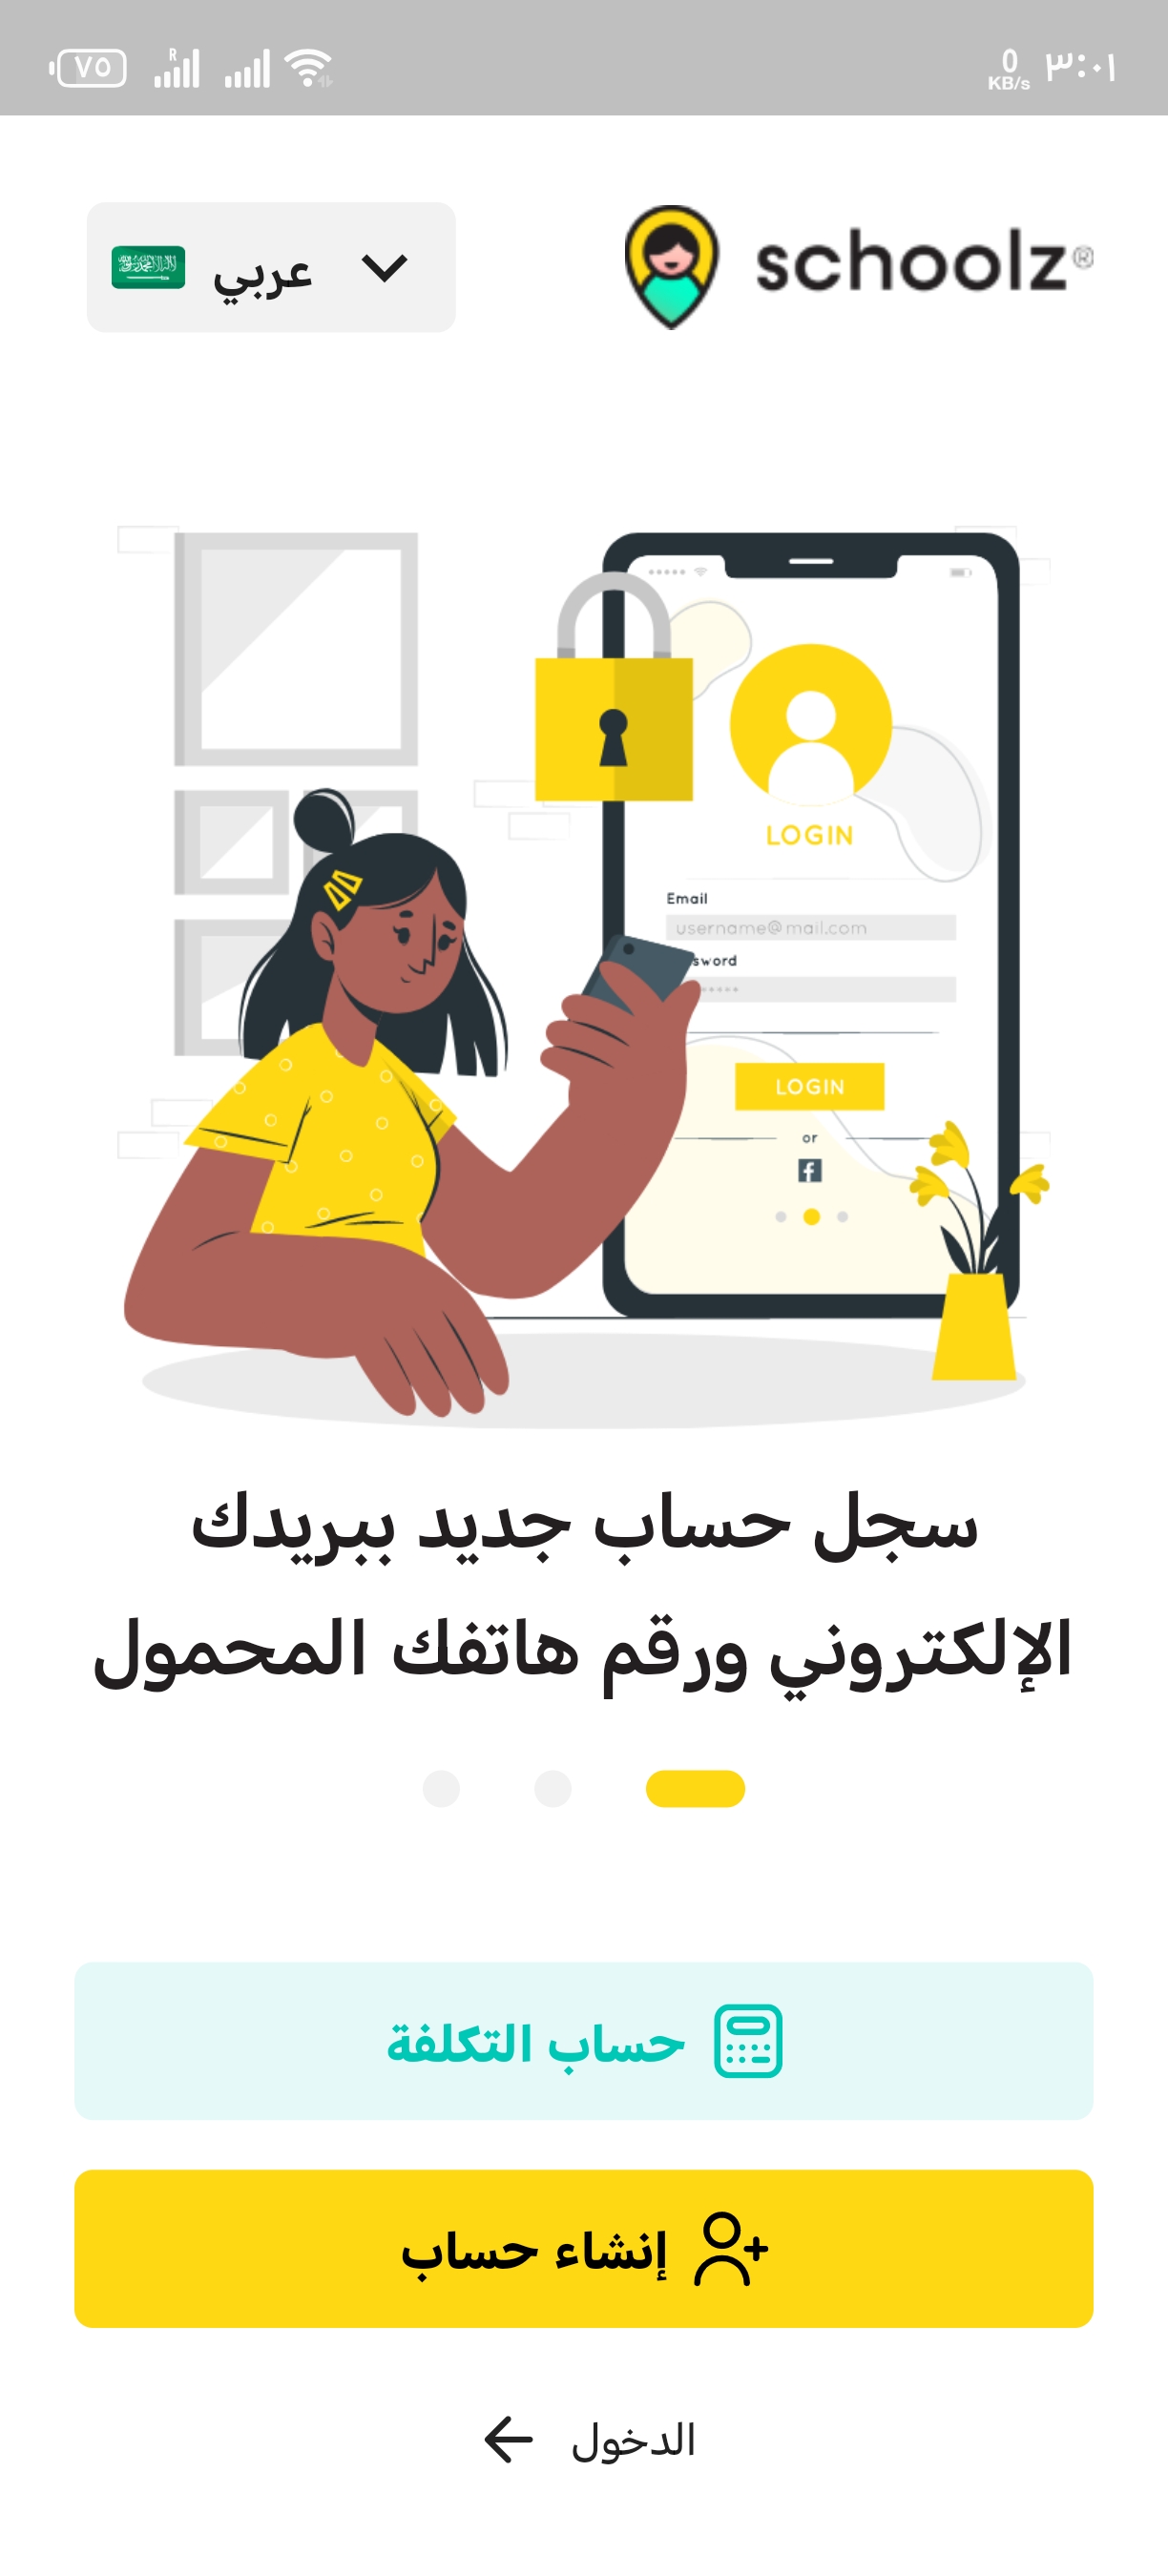 ٣:٠١
0
KB/s
R
٧٥
schoolz®
عربي
LOGIN
Email
username@mail.com
sword
LOGIN
or
سجل حساب جديد ببريدك
الإلكتروني ورقم هاتفك المحمول
حساب التكلفة
إنشاء حساب
الدخول